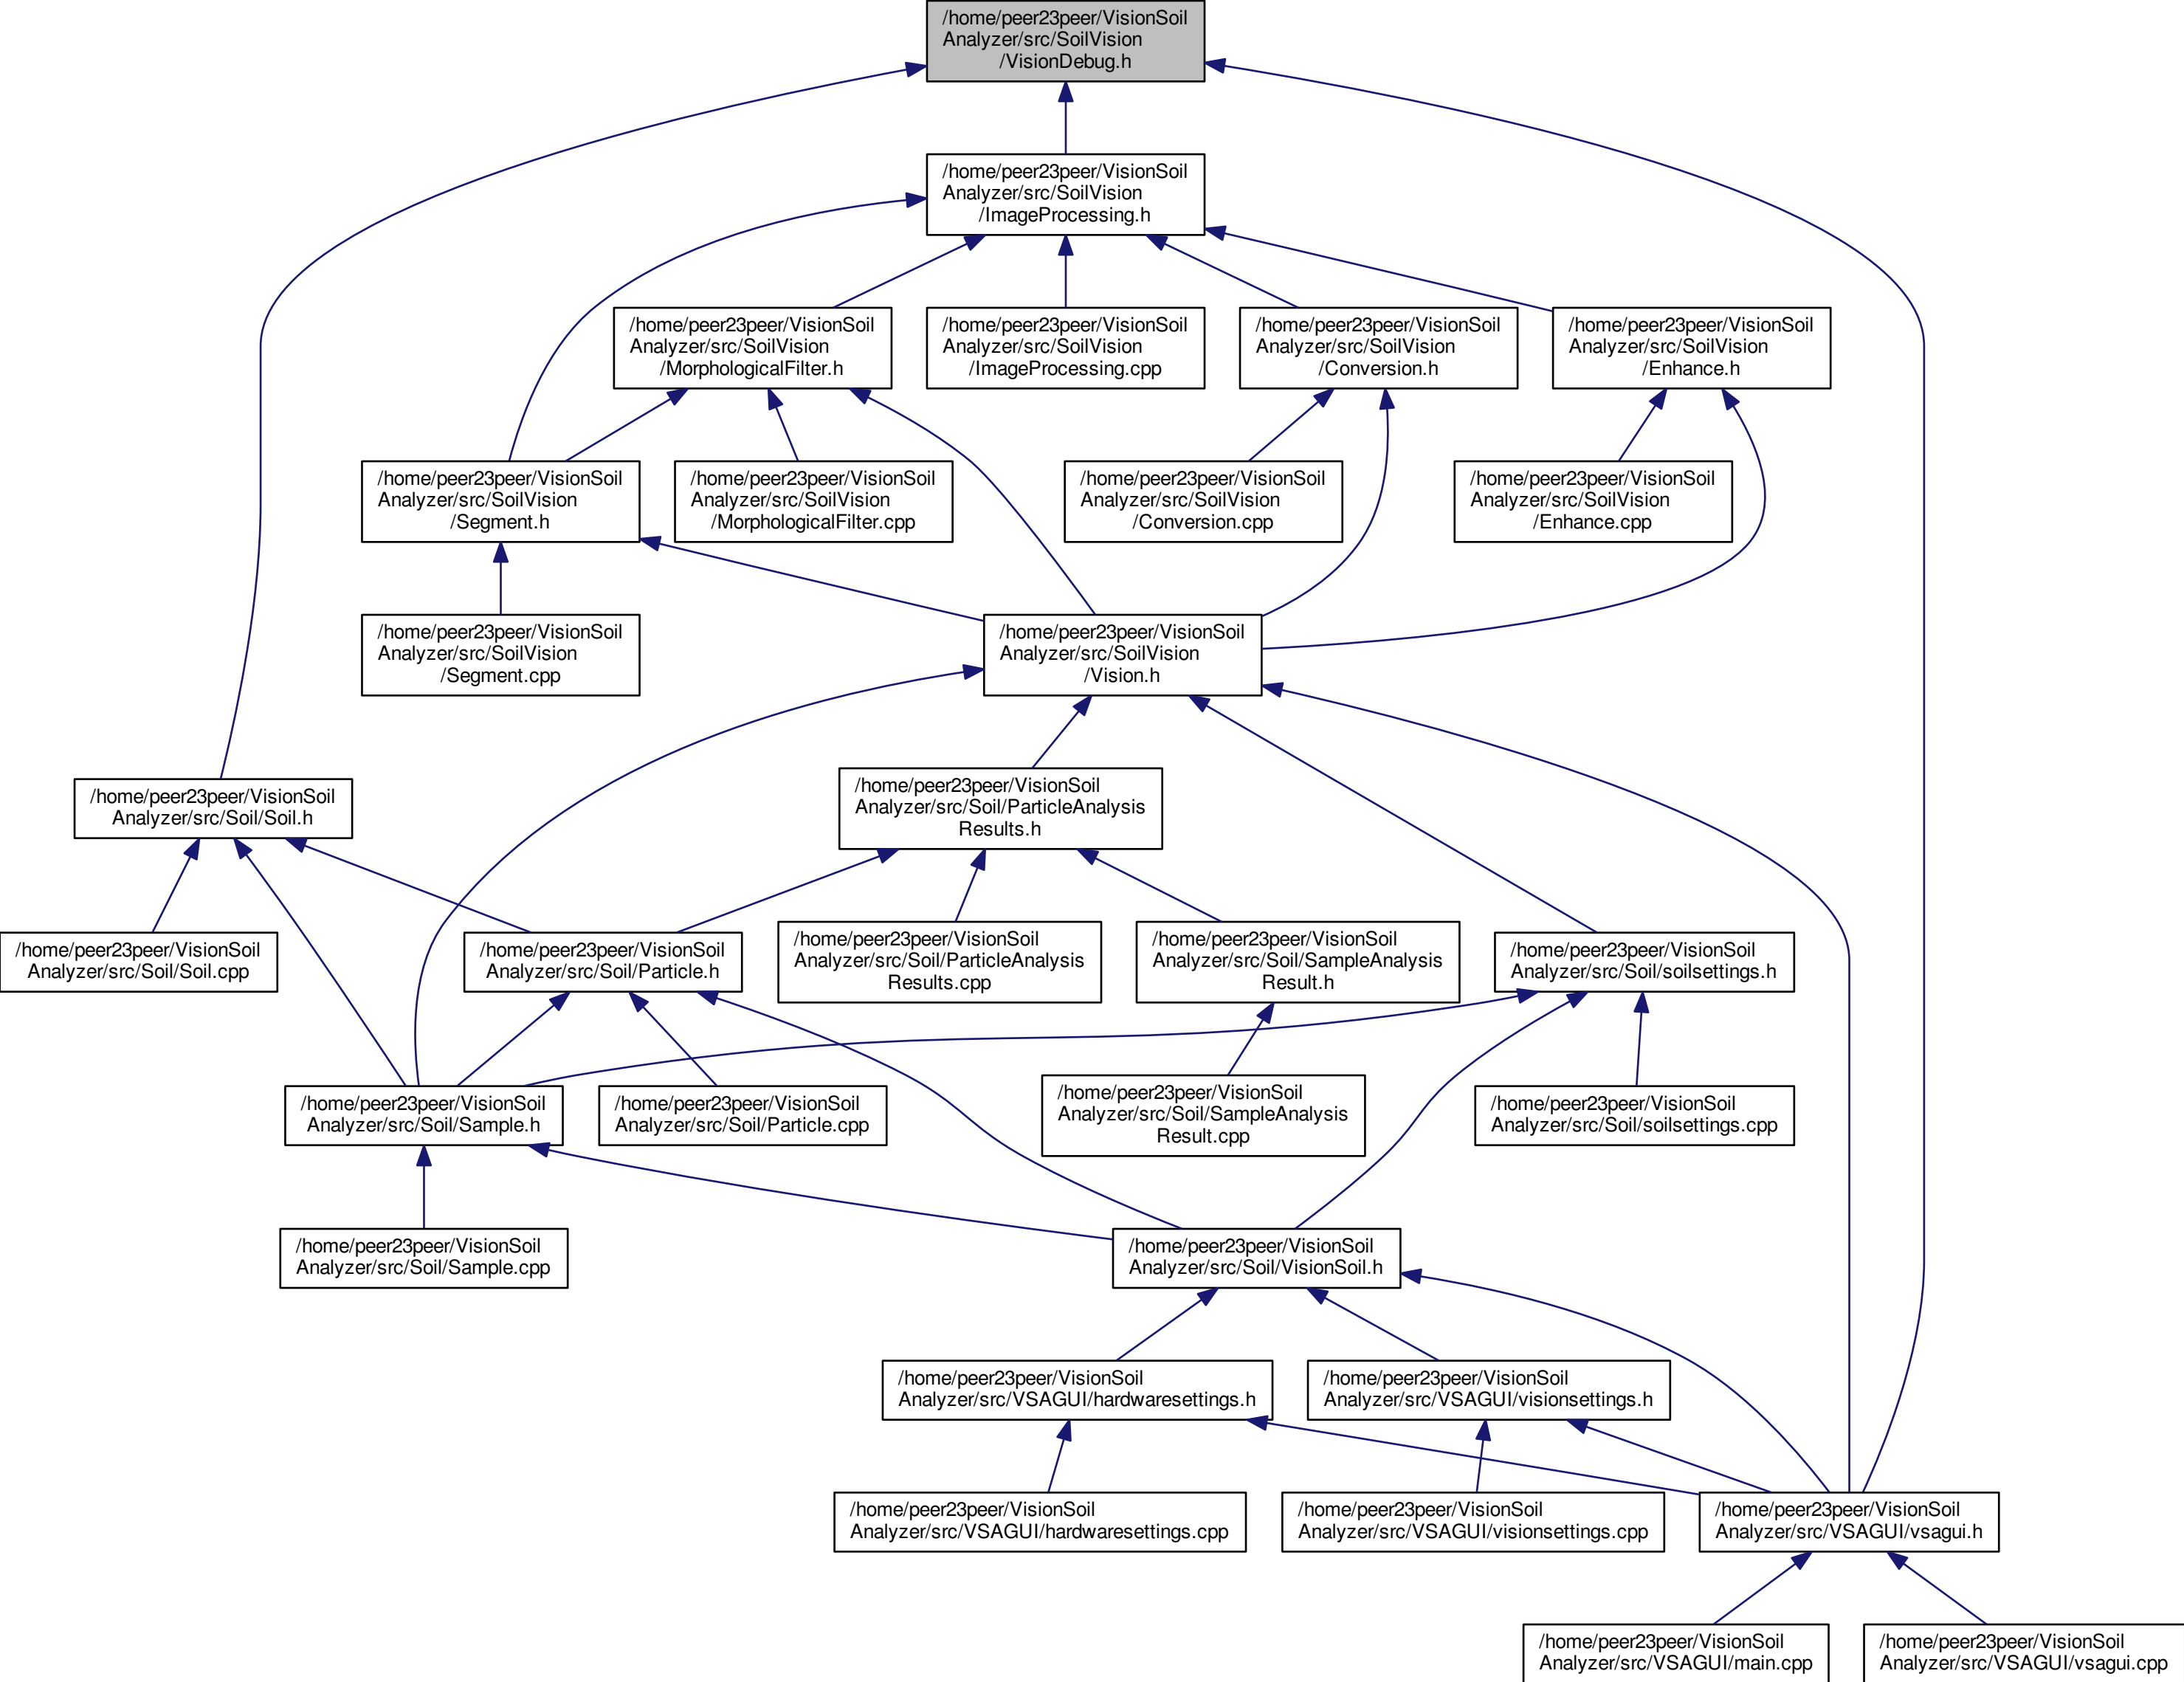 /home/peer23peer/VisionSoil
Analyzer/src/SoilVision
/VisionDebug.h
/home/peer23peer/VisionSoil
Analyzer/src/SoilVision
/ImageProcessing.h
/home/peer23peer/VisionSoil
Analyzer/src/SoilVision
/MorphologicalFilter.h
/home/peer23peer/VisionSoil
Analyzer/src/SoilVision
/ImageProcessing.cpp
/home/peer23peer/VisionSoil
Analyzer/src/SoilVision
/Conversion.h
/home/peer23peer/VisionSoil
Analyzer/src/SoilVision
/Enhance.h
/home/peer23peer/VisionSoil
Analyzer/src/SoilVision
/Segment.h
/home/peer23peer/VisionSoil
Analyzer/src/SoilVision
/MorphologicalFilter.cpp
/home/peer23peer/VisionSoil
Analyzer/src/SoilVision
/Conversion.cpp
/home/peer23peer/VisionSoil
Analyzer/src/SoilVision
/Enhance.cpp
/home/peer23peer/VisionSoil
Analyzer/src/SoilVision
/Segment.cpp
/home/peer23peer/VisionSoil
Analyzer/src/SoilVision
/Vision.h
/home/peer23peer/VisionSoil
Analyzer/src/Soil/Soil.h
/home/peer23peer/VisionSoil
Analyzer/src/Soil/ParticleAnalysis
Results.h
/home/peer23peer/VisionSoil
Analyzer/src/Soil/Soil.cpp
/home/peer23peer/VisionSoil
Analyzer/src/Soil/Particle.h
/home/peer23peer/VisionSoil
Analyzer/src/Soil/ParticleAnalysis
Results.cpp
/home/peer23peer/VisionSoil
Analyzer/src/Soil/SampleAnalysis
Result.h
/home/peer23peer/VisionSoil
Analyzer/src/Soil/soilsettings.h
/home/peer23peer/VisionSoil
Analyzer/src/Soil/Sample.h
/home/peer23peer/VisionSoil
Analyzer/src/Soil/Particle.cpp
/home/peer23peer/VisionSoil
Analyzer/src/Soil/SampleAnalysis
Result.cpp
/home/peer23peer/VisionSoil
Analyzer/src/Soil/soilsettings.cpp
/home/peer23peer/VisionSoil
Analyzer/src/Soil/Sample.cpp
/home/peer23peer/VisionSoil
Analyzer/src/Soil/VisionSoil.h
/home/peer23peer/VisionSoil
Analyzer/src/VSAGUI/hardwaresettings.h
/home/peer23peer/VisionSoil
Analyzer/src/VSAGUI/visionsettings.h
/home/peer23peer/VisionSoil
Analyzer/src/VSAGUI/hardwaresettings.cpp
/home/peer23peer/VisionSoil
Analyzer/src/VSAGUI/visionsettings.cpp
/home/peer23peer/VisionSoil
Analyzer/src/VSAGUI/vsagui.h
/home/peer23peer/VisionSoil
Analyzer/src/VSAGUI/main.cpp
/home/peer23peer/VisionSoil
Analyzer/src/VSAGUI/vsagui.cpp